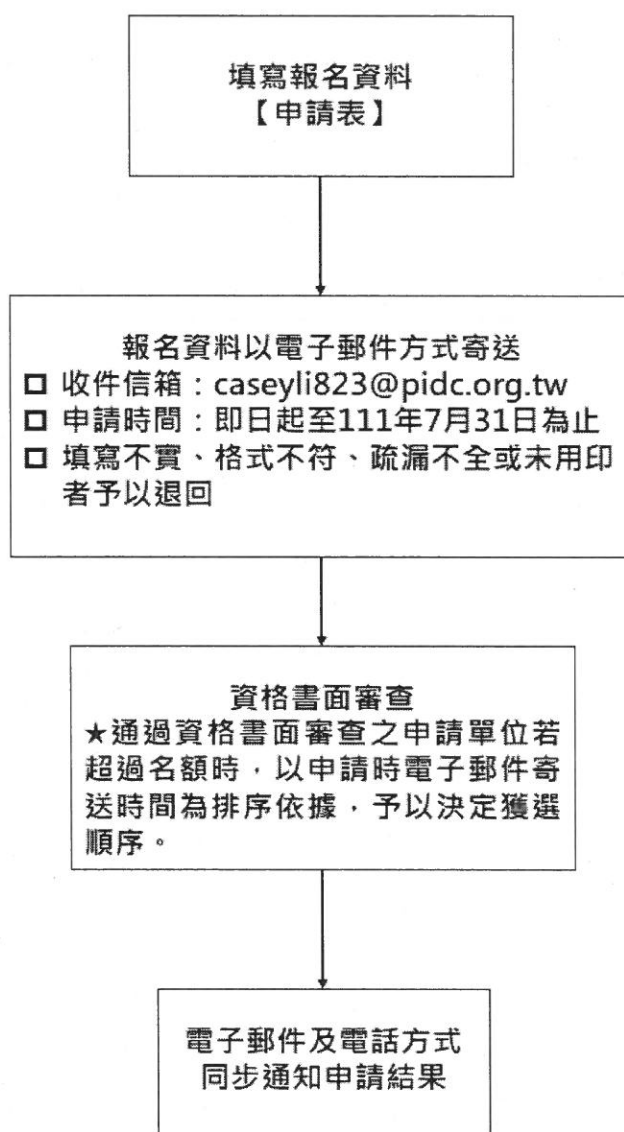 填寫報名資料
【申請表】
報名資料以電子郵件方式寄送
收件信箱：caseyli823@pidc.org.tw
申請時間：即日起至111年7月31日為止
填寫不實、格式不符、疏漏不全或未用印
者予以退回
資格書面審查
★通過資格書面審查之申請單位若
超過名額時，以申請時電子郵件寄
送時間為排序依據，予以決定獲選
順序。
電子郵件及電話方式
同步通知申請結果